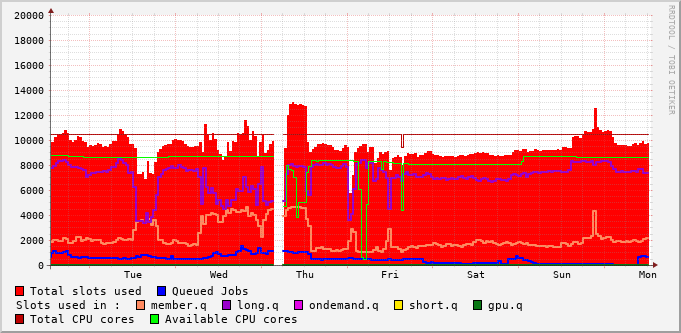 20000
18000
16000
14000
12000
10000
8000
6000
4000
2000
0
Tue Wed Thu Fri Sat Sun Mon
RRDTOOL / TOBI OETIKER
Total slots used Queued Jobs
Slots used in : member.q long.q ondemand.q short.q gpu.q
Total CPU cores Available CPU cores